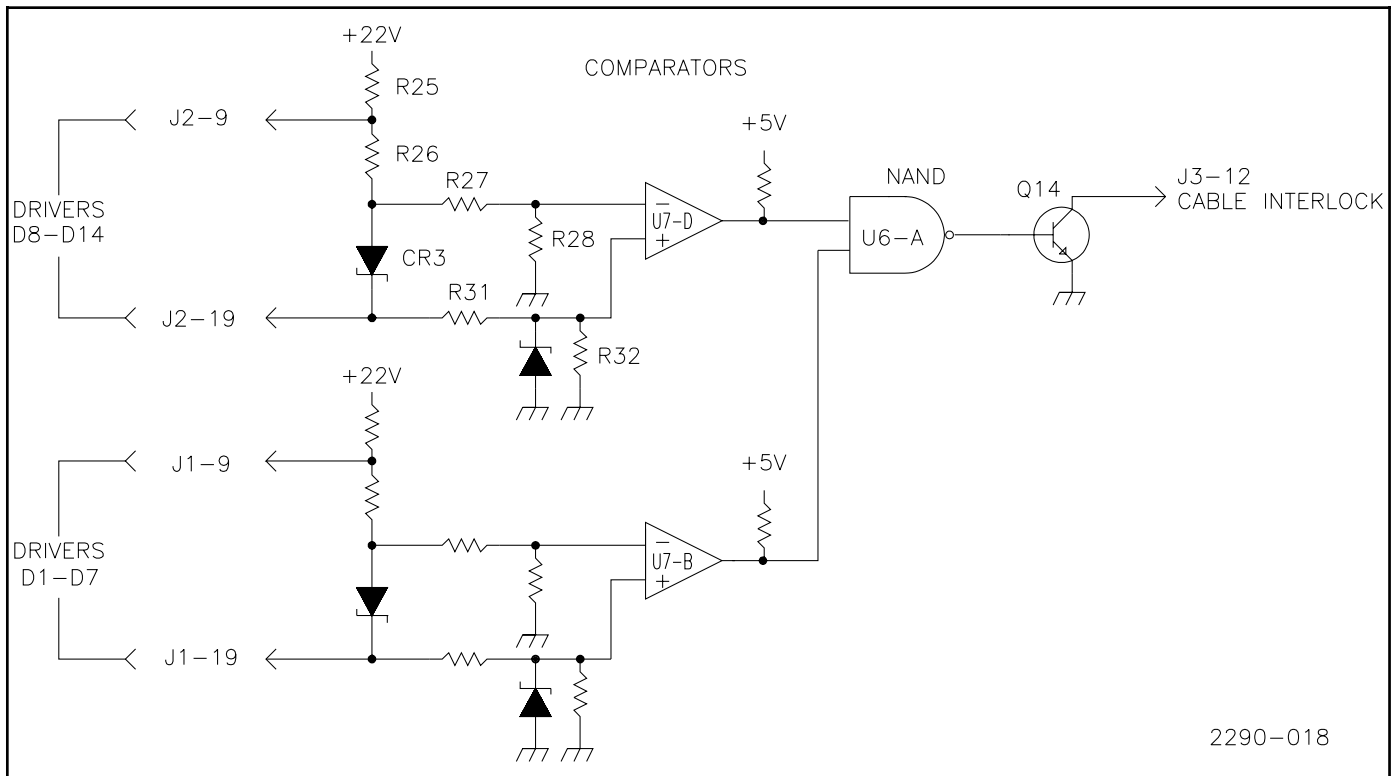 +22V
COMPARATORS
R25
J2-9
+5V
R26
R27
NAND
Q14
J3-12
CABLE INTERLOCK
DRIVERS
D8-D14
−
U7-D
+
R28
U6-A
CR3
R31
J2-19
R32
+22V
J1-9
+5V
DRIVERS
D1-D7
−
U7-B
+
J1-19
2290-018